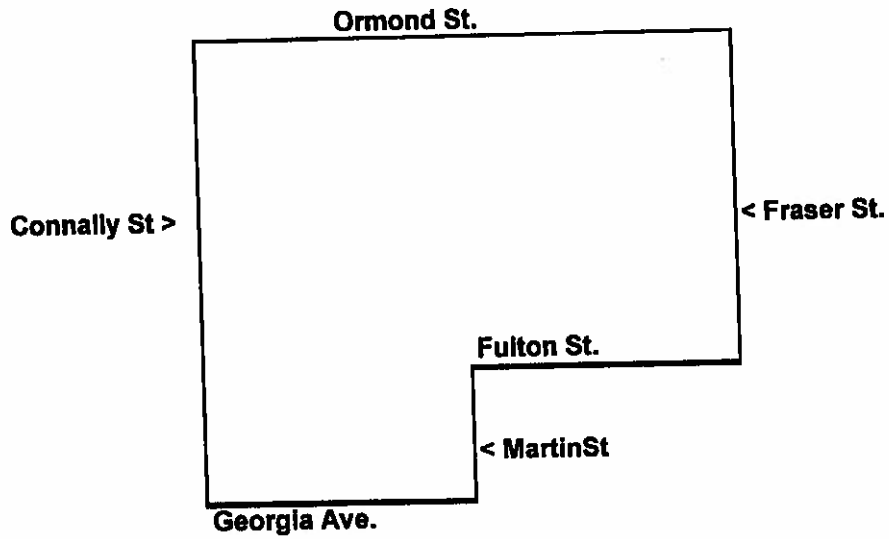 Ormond St.
Connally St >
< Fraser St.
Fulton St.
< MartinSt
Georgia Ave.